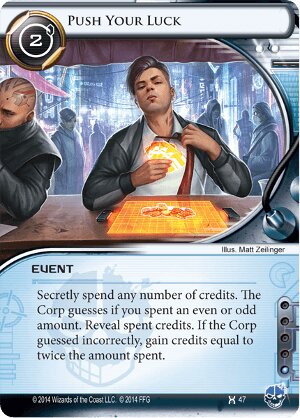 Push Your Luck
2
Illus. Matt Zeilinger
EVENT
Secretly spend any number of credits. The
Corp guesses if you spent an even or odd
amount. Reveal spent credits. If the Corp
guessed incorrectly, gain credits equal to
twice the amount spent.
© 2014 Wizards of the Coast LLC. © 2014 FFG
47